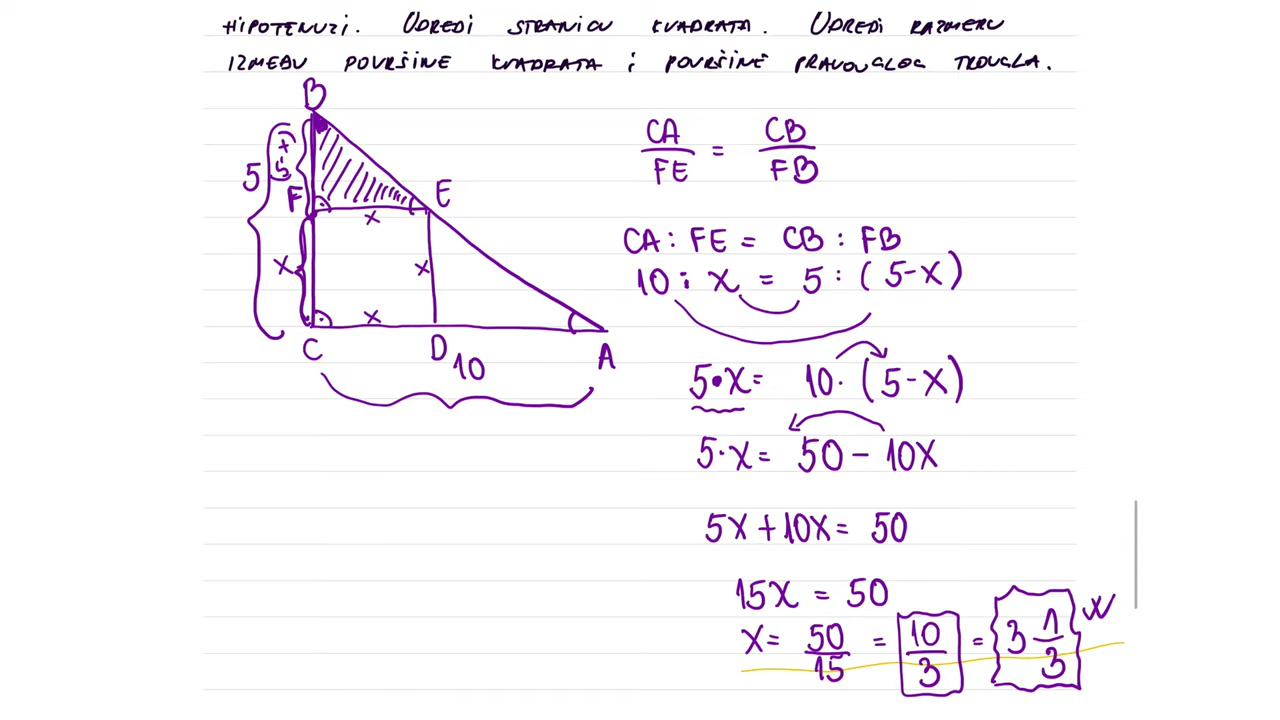 HIPOTENUZI. ODREDI STRANICU KVADRATA. ODREDI RAZMERU
IZMEĐU POVRŠINE KVADRATA i POVRŠINE PRAVOUGLOG TROUGLA.
B
5
5-x
F
E
x
x
x
x
C
D
10
A
CA/FE = CB/FB
CA : FE = CB : FB
10 : x = 5 : (5-x)
5·x = 10·(5-x)
5·x = 50 - 10x
5x + 10x = 50
15x = 50
x = 50/15 = 10/3 = 3 1/3